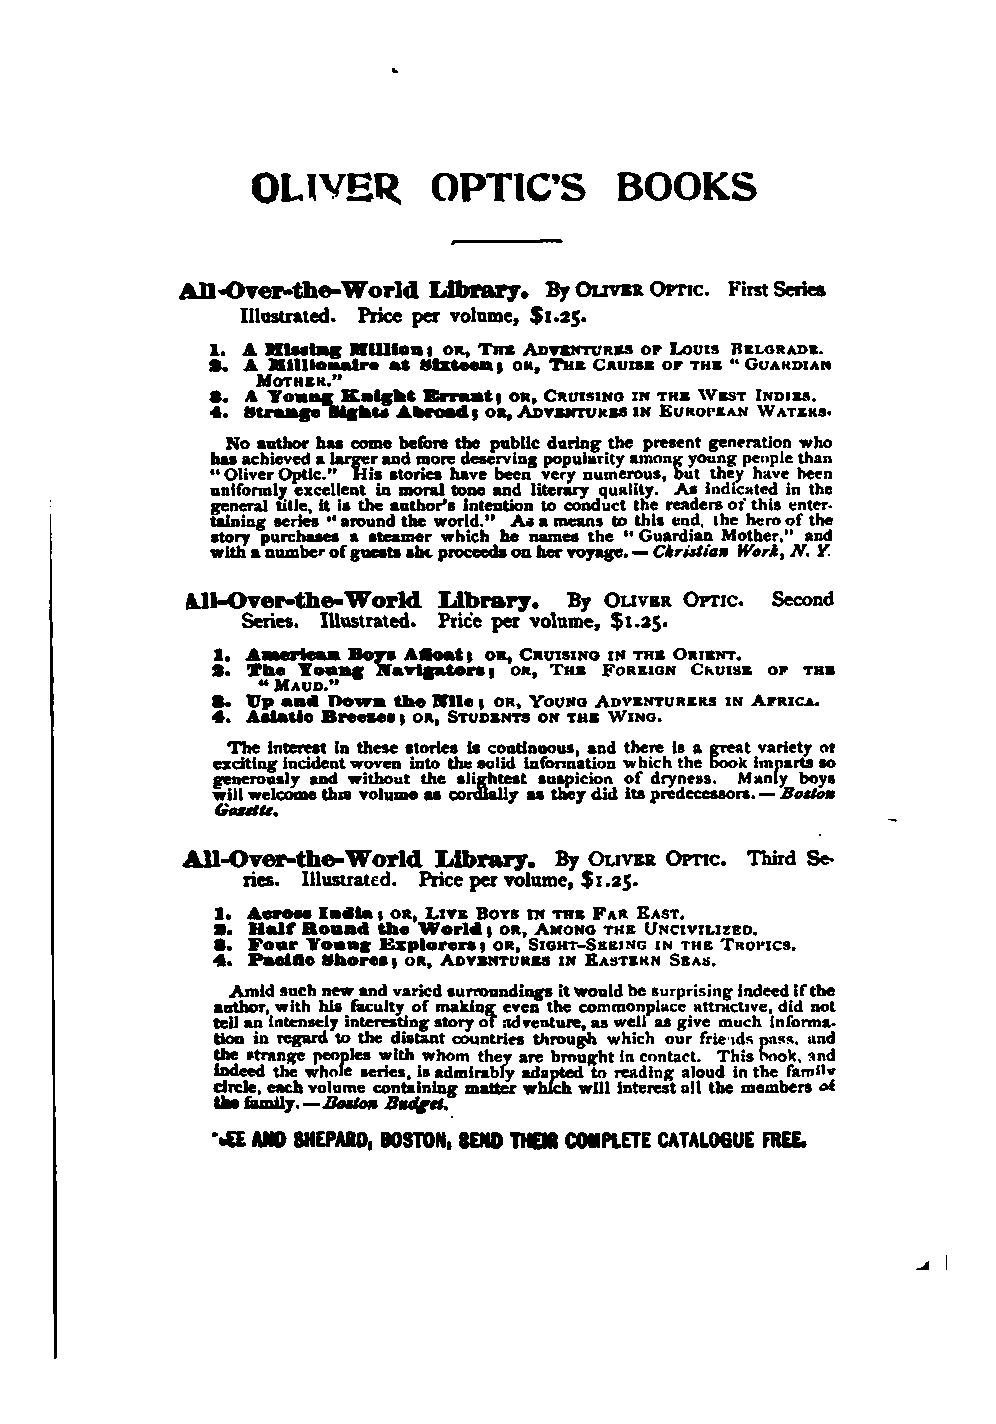 OLIVER OPTIC'S BOOKS
All-Over-the-World Library. By OLIVER OPTIC. First Series
Illustrated. Price per volume, $1.25.
1. A Missing Million; OR, THE ADVENTURES OF LOUIS BELGRADE.
2. A Millionaire at Sixteen; OR, THE CRUISE OF THE "GUARDIAN
MOTHER."
3. A Young Knight Errant; OR, CRUISING IN THE WEST INDIES.
4. Strange Sights Abroad; OR, ADVENTURES IN EUROPEAN WATERS.
No author has come before the public during the present generation who
has achieved a larger and more deserving popularity among young people than
"Oliver Optic." His stories have been very numerous, but they have been
uniformly excellent in moral tone and literary quality. As indicated in the
general title, it is the author's intention to conduct the readers of this enter-
taining series "around the world." As a means to this end, the hero of the
story purchases a steamer which he names the "Guardian Mother," and
with a number of guests she proceeds on her voyage.—Christian Work, N. Y.
All-Over-the-World Library. By OLIVER OPTIC. Second
Series. Illustrated. Price per volume, $1.25.
1. American Boys Afloat; OR, CRUISING IN THE ORIENT.
2. The Young Navigators; OR, THE FOREIGN CRUISE OF THE
"MAUD."
3. Up and Down the Nile; OR, YOUNG ADVENTURERS IN AFRICA.
4. Asiatic Breezes; OR, STUDENTS ON THE WING.
The interest in these stories is continuous, and there is a great variety of
exciting incident woven into the solid information which the book imparts so
generously and without the slightest suspicion of dryness. Manly boys
will welcome this volume as cordially as they did its predecessors.—Boston
Gazette.
All-Over-the-World Library. By OLIVER OPTIC. Third Se-
ries. Illustrated. Price per volume, $1.25.
1. Across India; OR, LIVE BOYS IN THE FAR EAST.
2. Half Round the World; OR, AMONG THE UNCIVILIZED.
3. Four Young Explorers; OR, SIGHT-SEEING IN THE TROPICS.
4. Pacific Shores; OR, ADVENTURES IN EASTERN SEAS.
Amid such new and varied surroundings it would be surprising indeed if the
author, with his faculty of making even the commonplace attractive, did not
tell an intensely interesting story of adventure, as well as give much informa-
tion in regard to the distant countries through which our friends pass, and
the strange peoples with whom they are brought in contact. This book, and
indeed the whole series, is admirably adapted to reading aloud in the family
circle, each volume containing matter which will interest all the members of
the family.—Boston Budget.
LEE AND SHEPARD, BOSTON, SEND THEIR COMPLETE CATALOGUE FREE.